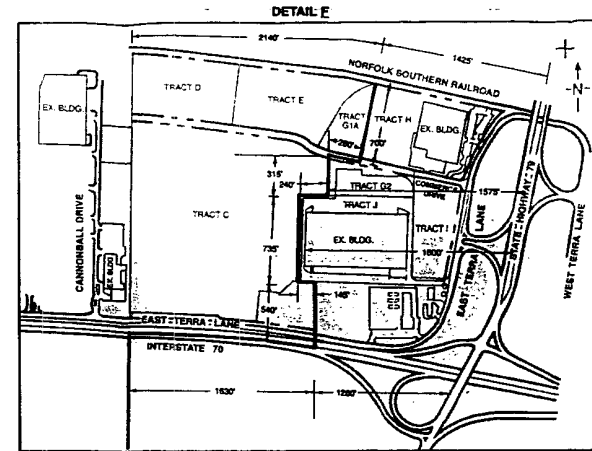 DETAIL E
2140'
1425'
NORFOLK SOUTHERN RAILROAD
-N-
TRACT D
TRACT E
TRACT
G1A
TRACT H
EX. BLDG.
EX. BLDG.
280'
700'
315'
240'
TRACT G2
COMMERCE
DRIVE
1575'
CANNONBALL DRIVE
TRACT C
TRACT J
TRACT I
LANE
STATE HIGHWAY 79
WEST TERRA LANE
EX. BLDG.
1600'
735'
EX. BLDG.
EAST TERRA
145'
540'
EAST TERRA LANE
INTERSTATE 70
1630'
1280'